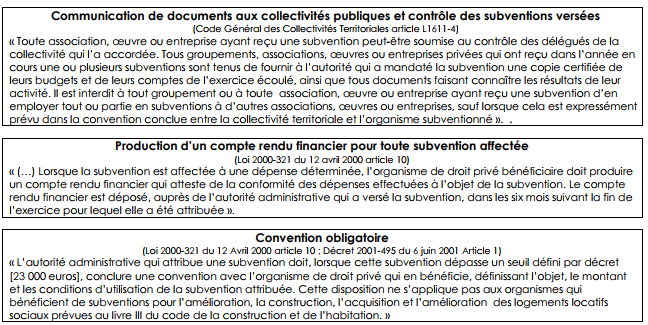 Communication de documents aux collectivités publiques et contrôle des subventions versées
(Code Général des Collectivités Territoriales article L1611-4)
« Toute association, œuvre ou entreprise ayant reçu une subvention peut-être soumise au contrôle des délégués de la
collectivité qui l'a accordée. Tous groupements, associations, œuvres ou entreprises privées qui ont reçu dans l'année en
cours une ou plusieurs subventions sont tenus de fournir à l'autorité qui a mandaté la subvention une copie certifiée de
leurs budgets et de leurs comptes de l'exercice écoulé, ainsi que tous documents faisant connaître les résultats de leur
activité. Il est interdit à tout groupement ou à toute association, œuvre ou entreprise ayant reçu une subvention d'en
employer tout ou partie en subventions à d'autres associations, œuvres ou entreprises, sauf lorsque cela est expressément
prévu dans la convention conclue entre la collectivité territoriale et l'organisme subventionné ». .
Production d'un compte rendu financier pour toute subvention affectée
(Loi 2000-321 du 12 avril 2000 article 10)
« (…) Lorsque la subvention est affectée à une dépense déterminée, l'organisme de droit privé bénéficiaire doit produire
un compte rendu financier qui atteste de la conformité des dépenses effectuées à l'objet de la subvention. Le compte
rendu financier est déposé, auprès de l'autorité administrative qui a versé la subvention, dans les six mois suivant la fin de
l'exercice pour lequel elle a été attribuée ».
Convention obligatoire
(Loi 2000-321 du 12 Avril 2000 article 10 ; Décret 2001-495 du 6 juin 2001 Article 1)
« L'autorité administrative qui attribue une subvention doit, lorsque cette subvention dépasse un seuil défini par décret
[23 000 euros], conclure une convention avec l'organisme de droit privé qui en bénéficie, définissant l'objet, le montant
et les conditions d'utilisation de la subvention attribuée. Cette disposition ne s'applique pas aux organismes qui
bénéficient de subventions pour l'amélioration, la construction, l'acquisition et l'amélioration des logements locatifs
sociaux prévues au livre III du code de la construction et de l'habitation. »